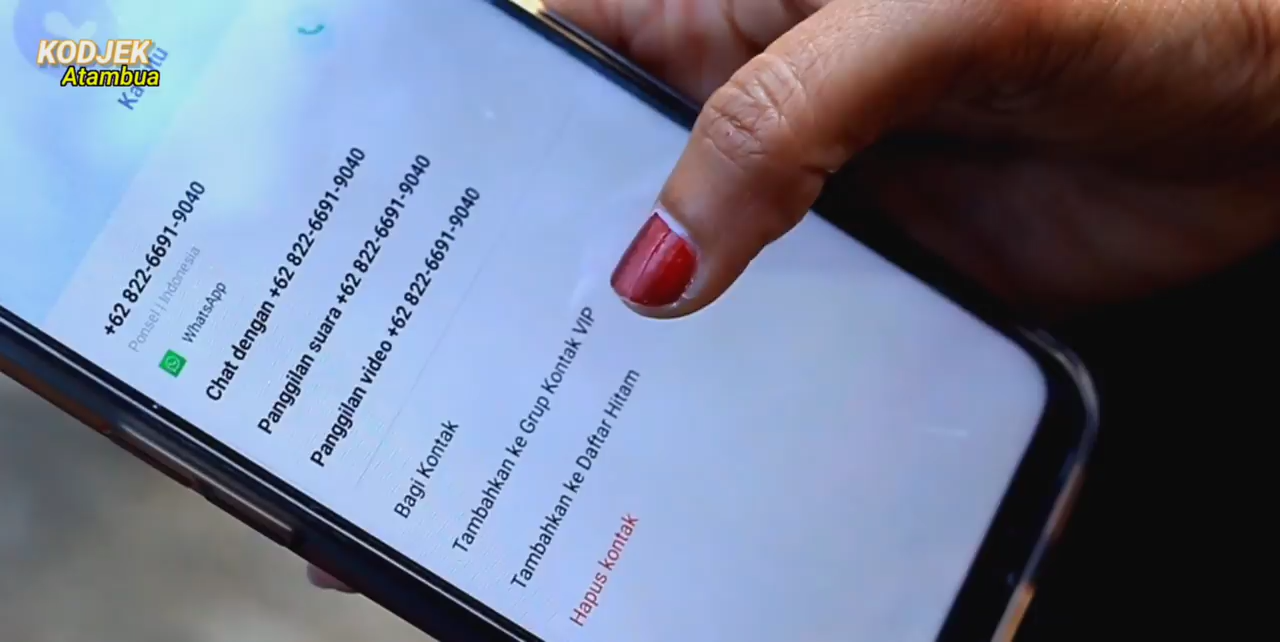 KODJEK
Atambua
+62 822-6691-9040
Ponsel | Indonesia
WhatsApp
Chat dengan +62 822-6691-9040
Panggilan suara +62 822-6691-9040
Panggilan video +62 822-6691-9040
Bagi Kontak
Tambahkan ke Grup Kontak VIP
Tambahkan ke Daftar Hitam
Hapus kontak